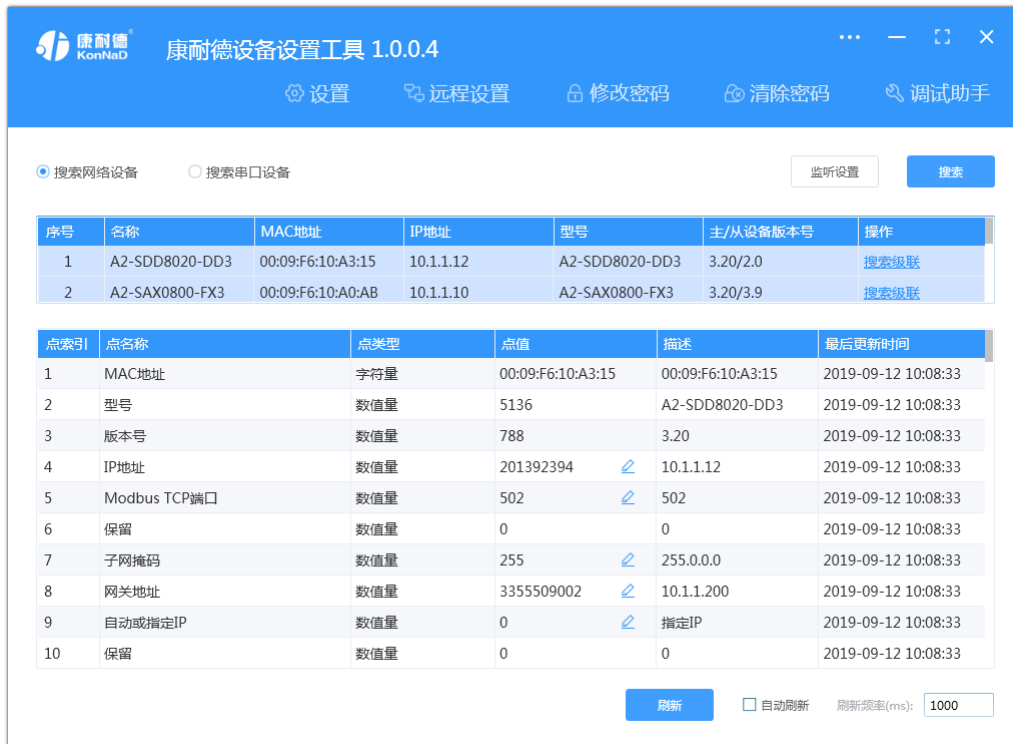 康耐德®
KonNaD
康耐德设备设置工具 1.0.0.4
设置 远程设置 修改密码 清除密码 调试助手
搜索网络设备 搜索串口设备 监听设置 搜索
序号 名称 MAC地址 IP地址 型号 主/从设备版本号 操作
1 A2-SDD8020-DD3 00:09:F6:10:A3:15 10.1.1.12 A2-SDD8020-DD3 3.20/2.0 搜索级联
2 A2-SAX0800-FX3 00:09:F6:10:A0:AB 10.1.1.10 A2-SAX0800-FX3 3.20/3.9 搜索级联
点索引 点名称 点类型 点值 描述 最后更新时间
1 MAC地址 字符量 00:09:F6:10:A3:15 00:09:F6:10:A3:15 2019-09-12 10:08:33
2 型号 数值量 5136 A2-SDD8020-DD3 2019-09-12 10:08:33
3 版本号 数值量 788 3.20 2019-09-12 10:08:33
4 IP地址 数值量 201392394 10.1.1.12 2019-09-12 10:08:33
5 Modbus TCP端口 数值量 502 502 2019-09-12 10:08:33
6 保留 数值量 0 0 2019-09-12 10:08:33
7 子网掩码 数值量 255 255.0.0.0 2019-09-12 10:08:33
8 网关地址 数值量 3355509002 10.1.1.200 2019-09-12 10:08:33
9 自动或指定IP 数值量 0 指定IP 2019-09-12 10:08:33
10 保留 数值量 0 0 2019-09-12 10:08:33
刷新 自动刷新 刷新频率(ms): 1000